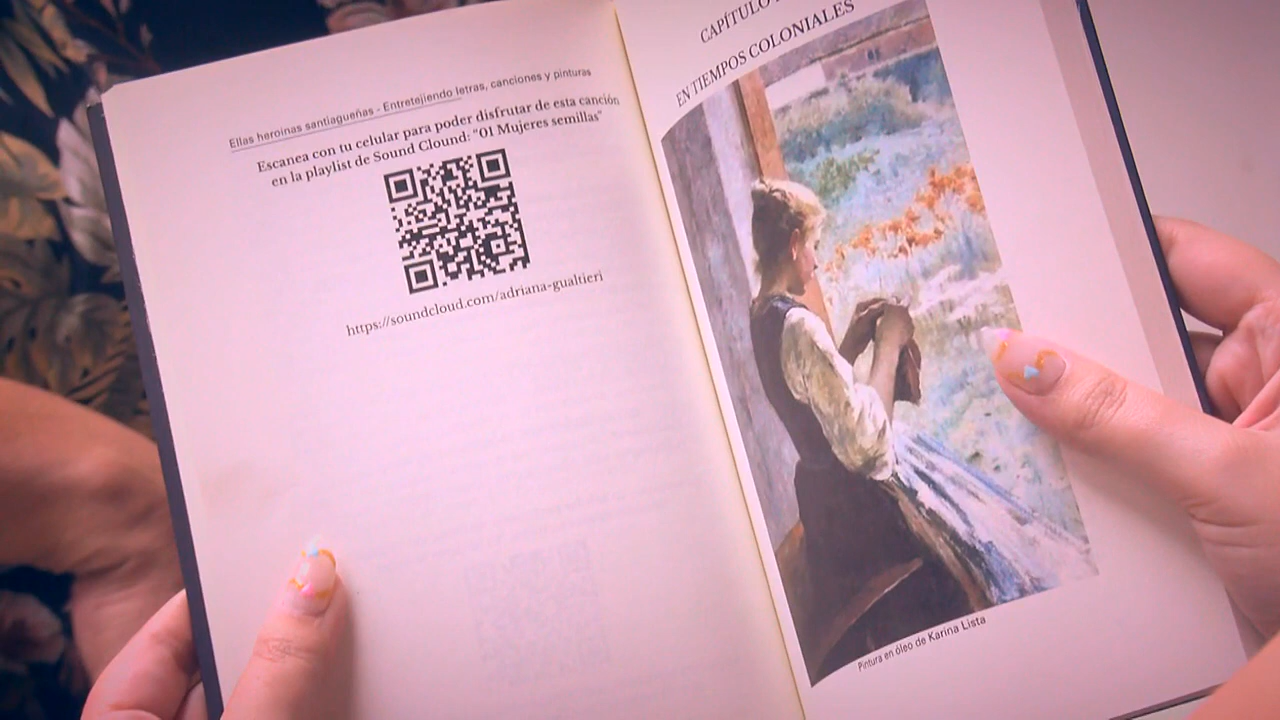 Ellas heroinas santiagueñas - Entretejiendo letras, canciones y pinturas
Escanea con tu celular para poder disfrutar de esta canción
en la playlist de Sound Clound: "01 Mujeres semillas"
https://soundcloud.com/adriana-gualtieri
CAPÍTULO
EN TIEMPOS COLONIALES
Pintura en óleo de Karina Lista